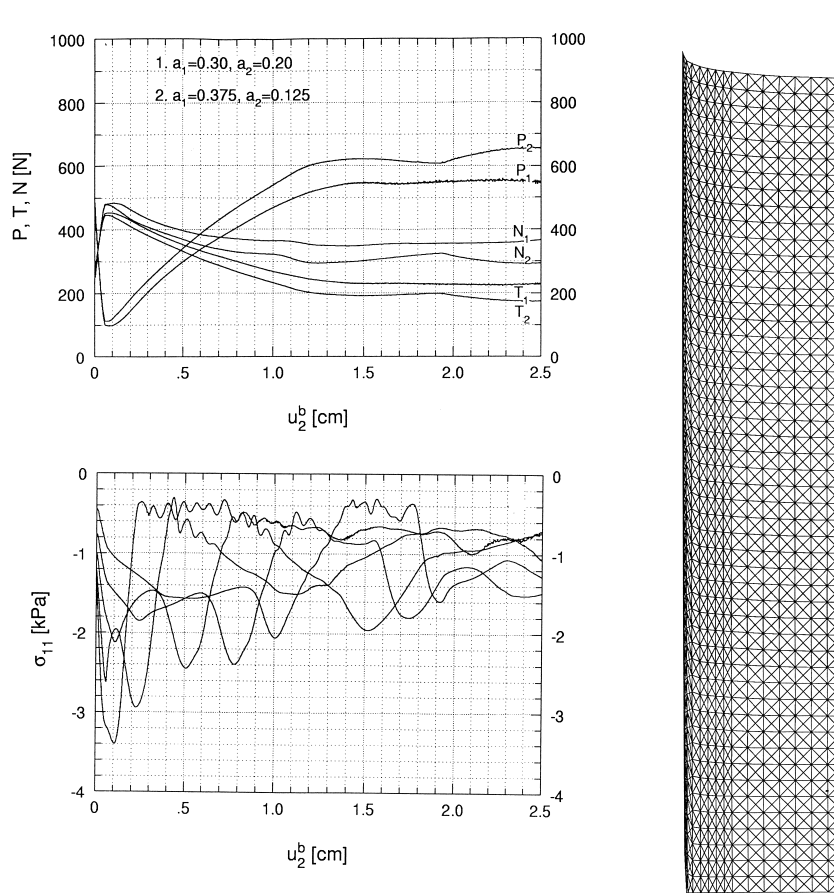 1000 1000
1. a1=0.30, a2=0.20
2. a1=0.375, a2=0.125
800 800
P2
600 600
P1
P, T, N [N]
400 400
N1
N2
200 200
T1
T2
0 0
0 .5 1.0 1.5 2.0 2.5
u2b [cm]
0 0
-1 -1
σ11 [kPa]
-2 -2
-3 -3
-4 -4
0 .5 1.0 1.5 2.0 2.5
u2b [cm]